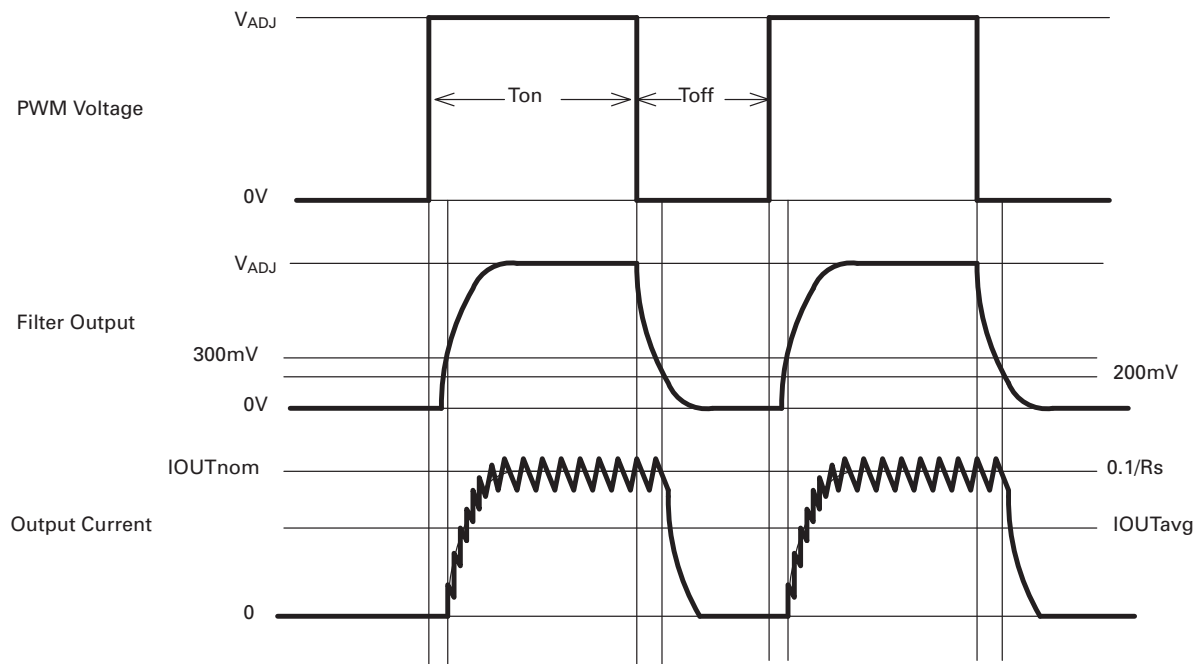 VADJ
Ton
Toff
PWM Voltage
0V
VADJ
Filter Output
300mV
200mV
0V
IOUTnom
0.1/Rs
Output Current
IOUTavg
0